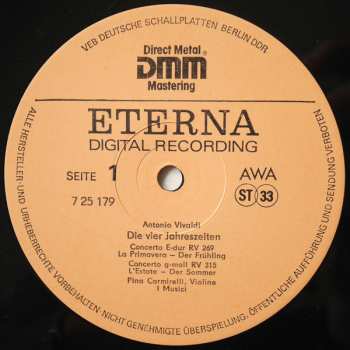 VEB DEUTSCHE SCHALLPLATTEN BERLIN DDR
Direct Metal
DMM®
Mastering
ETERNA
DIGITAL RECORDING
SEITE 1
AWA
7 25 179
ST 33
Antonio Vivaldi
Die vier Jahreszeiten
Concerto E-dur RV 269
La Primavera - Der Frühling
Concerto g-moll RV 315
L'Estate - Der Sommer
Pina Carmirelli, Violine
I Musici
ALLE HERSTELLER- UND URHEBERRECHTE VORBEHALTEN NICHT GENEHMIGTE ÜBERSPIELUNG, ÖFFENTLICHE AUFFÜHRUNG UND SENDUNG VERBOTEN